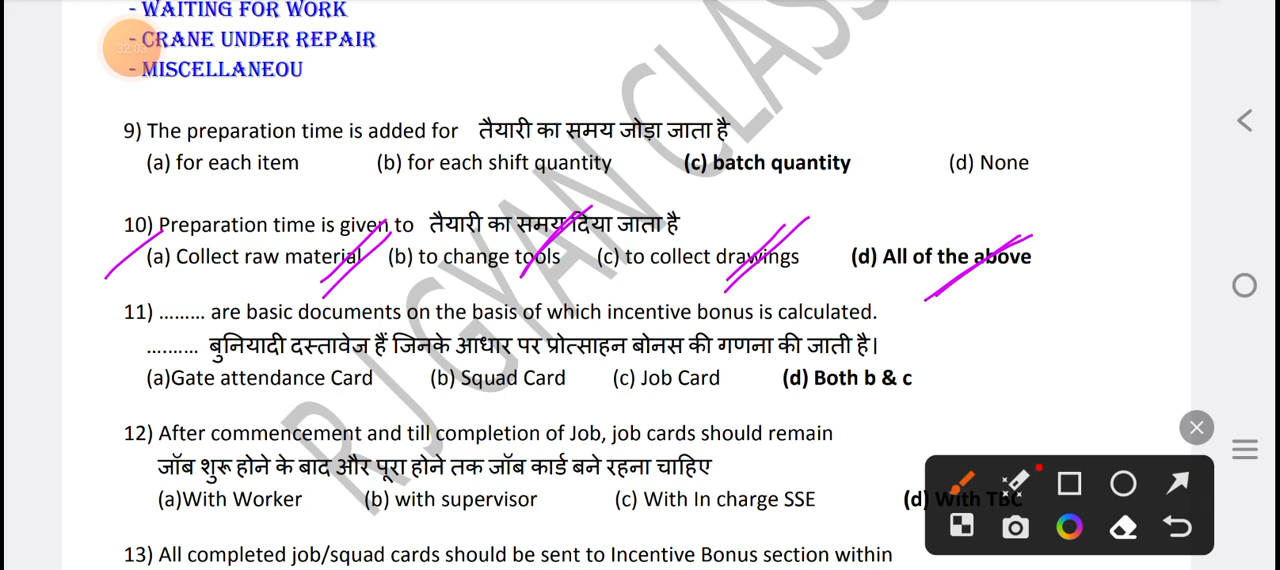 - WAITING FOR WORK
- CRANE UNDER REPAIR
- MISCELLANEOU
32:03
9) The preparation time is added for तैयारी का समय जोड़ा जाता है
(a) for each item (b) for each shift quantity (c) batch quantity (d) None
10) Preparation time is given to तैयारी का समय दिया जाता है
(a) Collect raw material (b) to change tools (c) to collect drawings (d) All of the above
11) ......... are basic documents on the basis of which incentive bonus is calculated.
.......... बुनियादी दस्तावेज हैं जिनके आधार पर प्रोत्साहन बोनस की गणना की जाती है।
(a)Gate attendance Card (b) Squad Card (c) Job Card (d) Both b & c
12) After commencement and till completion of Job, job cards should remain
जॉब शुरू होने के बाद और पूरा होने तक जॉब कार्ड बने रहना चाहिए
(a)With Worker (b) with supervisor (c) With In charge SSE (d) With TBC
13) All completed job/squad cards should be sent to Incentive Bonus section within
R J GYAN CLAS